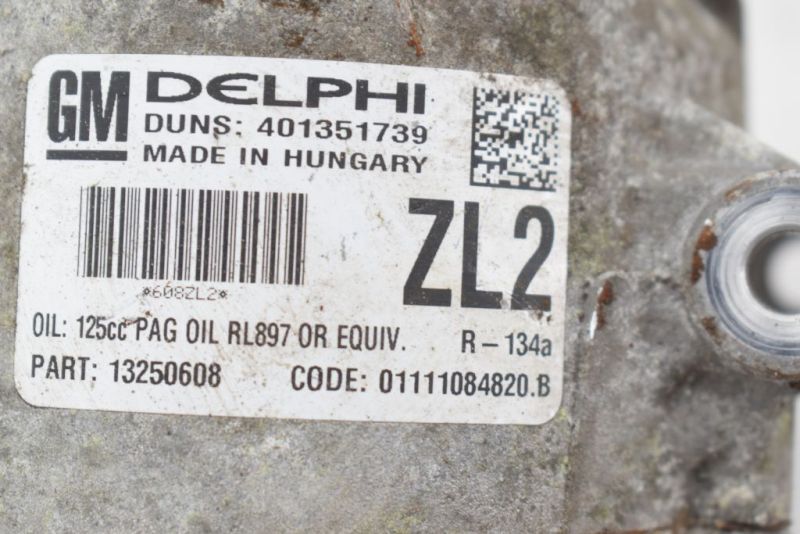 GM DELPHI
DUNS: 401351739
MADE IN HUNGARY
ZL2
*608ZL2*
OIL: 125cc PAG OIL RL897 OR EQUIV. R-134a
PART: 13250608 CODE: 01111084820.B